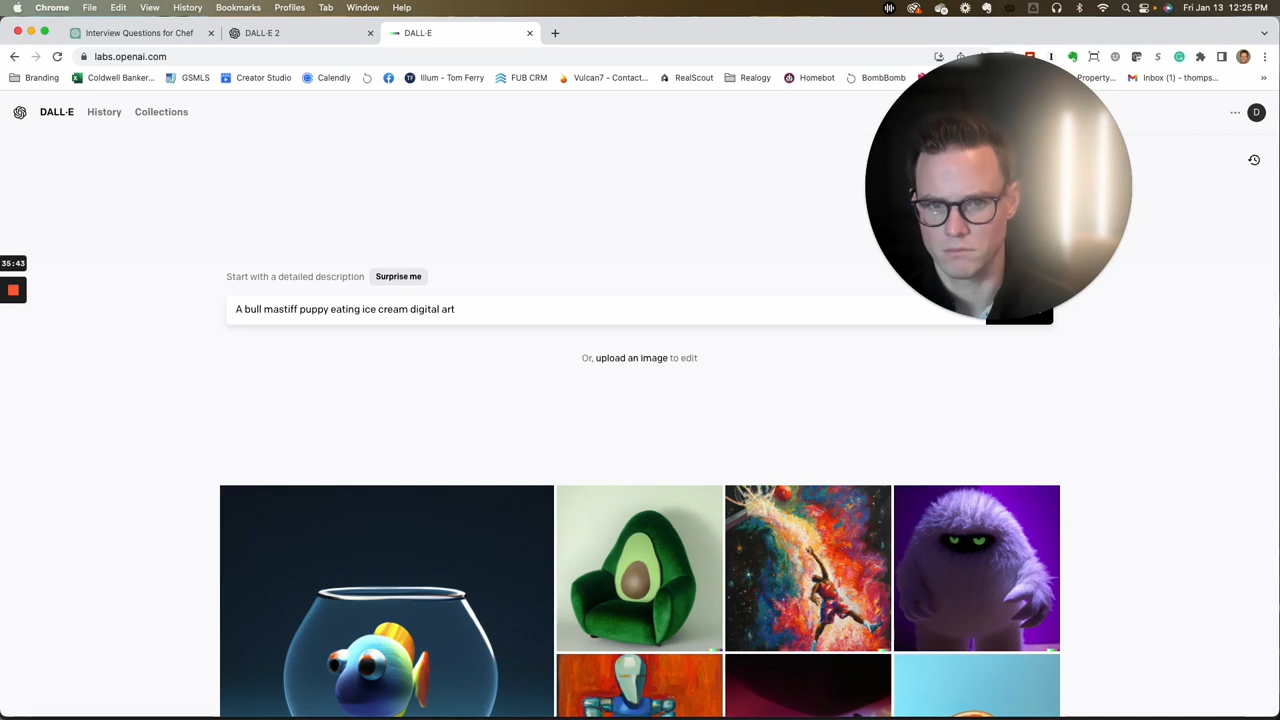 Chrome File Edit View History Bookmarks Profiles Tab Window Help Fri Jan 13 12:25 PM
Interview Questions for Chef DALL·E 2 DALL·E
labs.openai.com
Branding Coldwell Banker... GSMLS Creator Studio Calendly Illum - Tom Ferry FUB CRM Vulcan7 - Contact... RealScout Realogy Homebot BombBomb Property... Inbox (1) - thomps... »
DALL·E History Collections D
35:43
Start with a detailed description Surprise me
A bull mastiff puppy eating ice cream digital art
Or, upload an image to edit